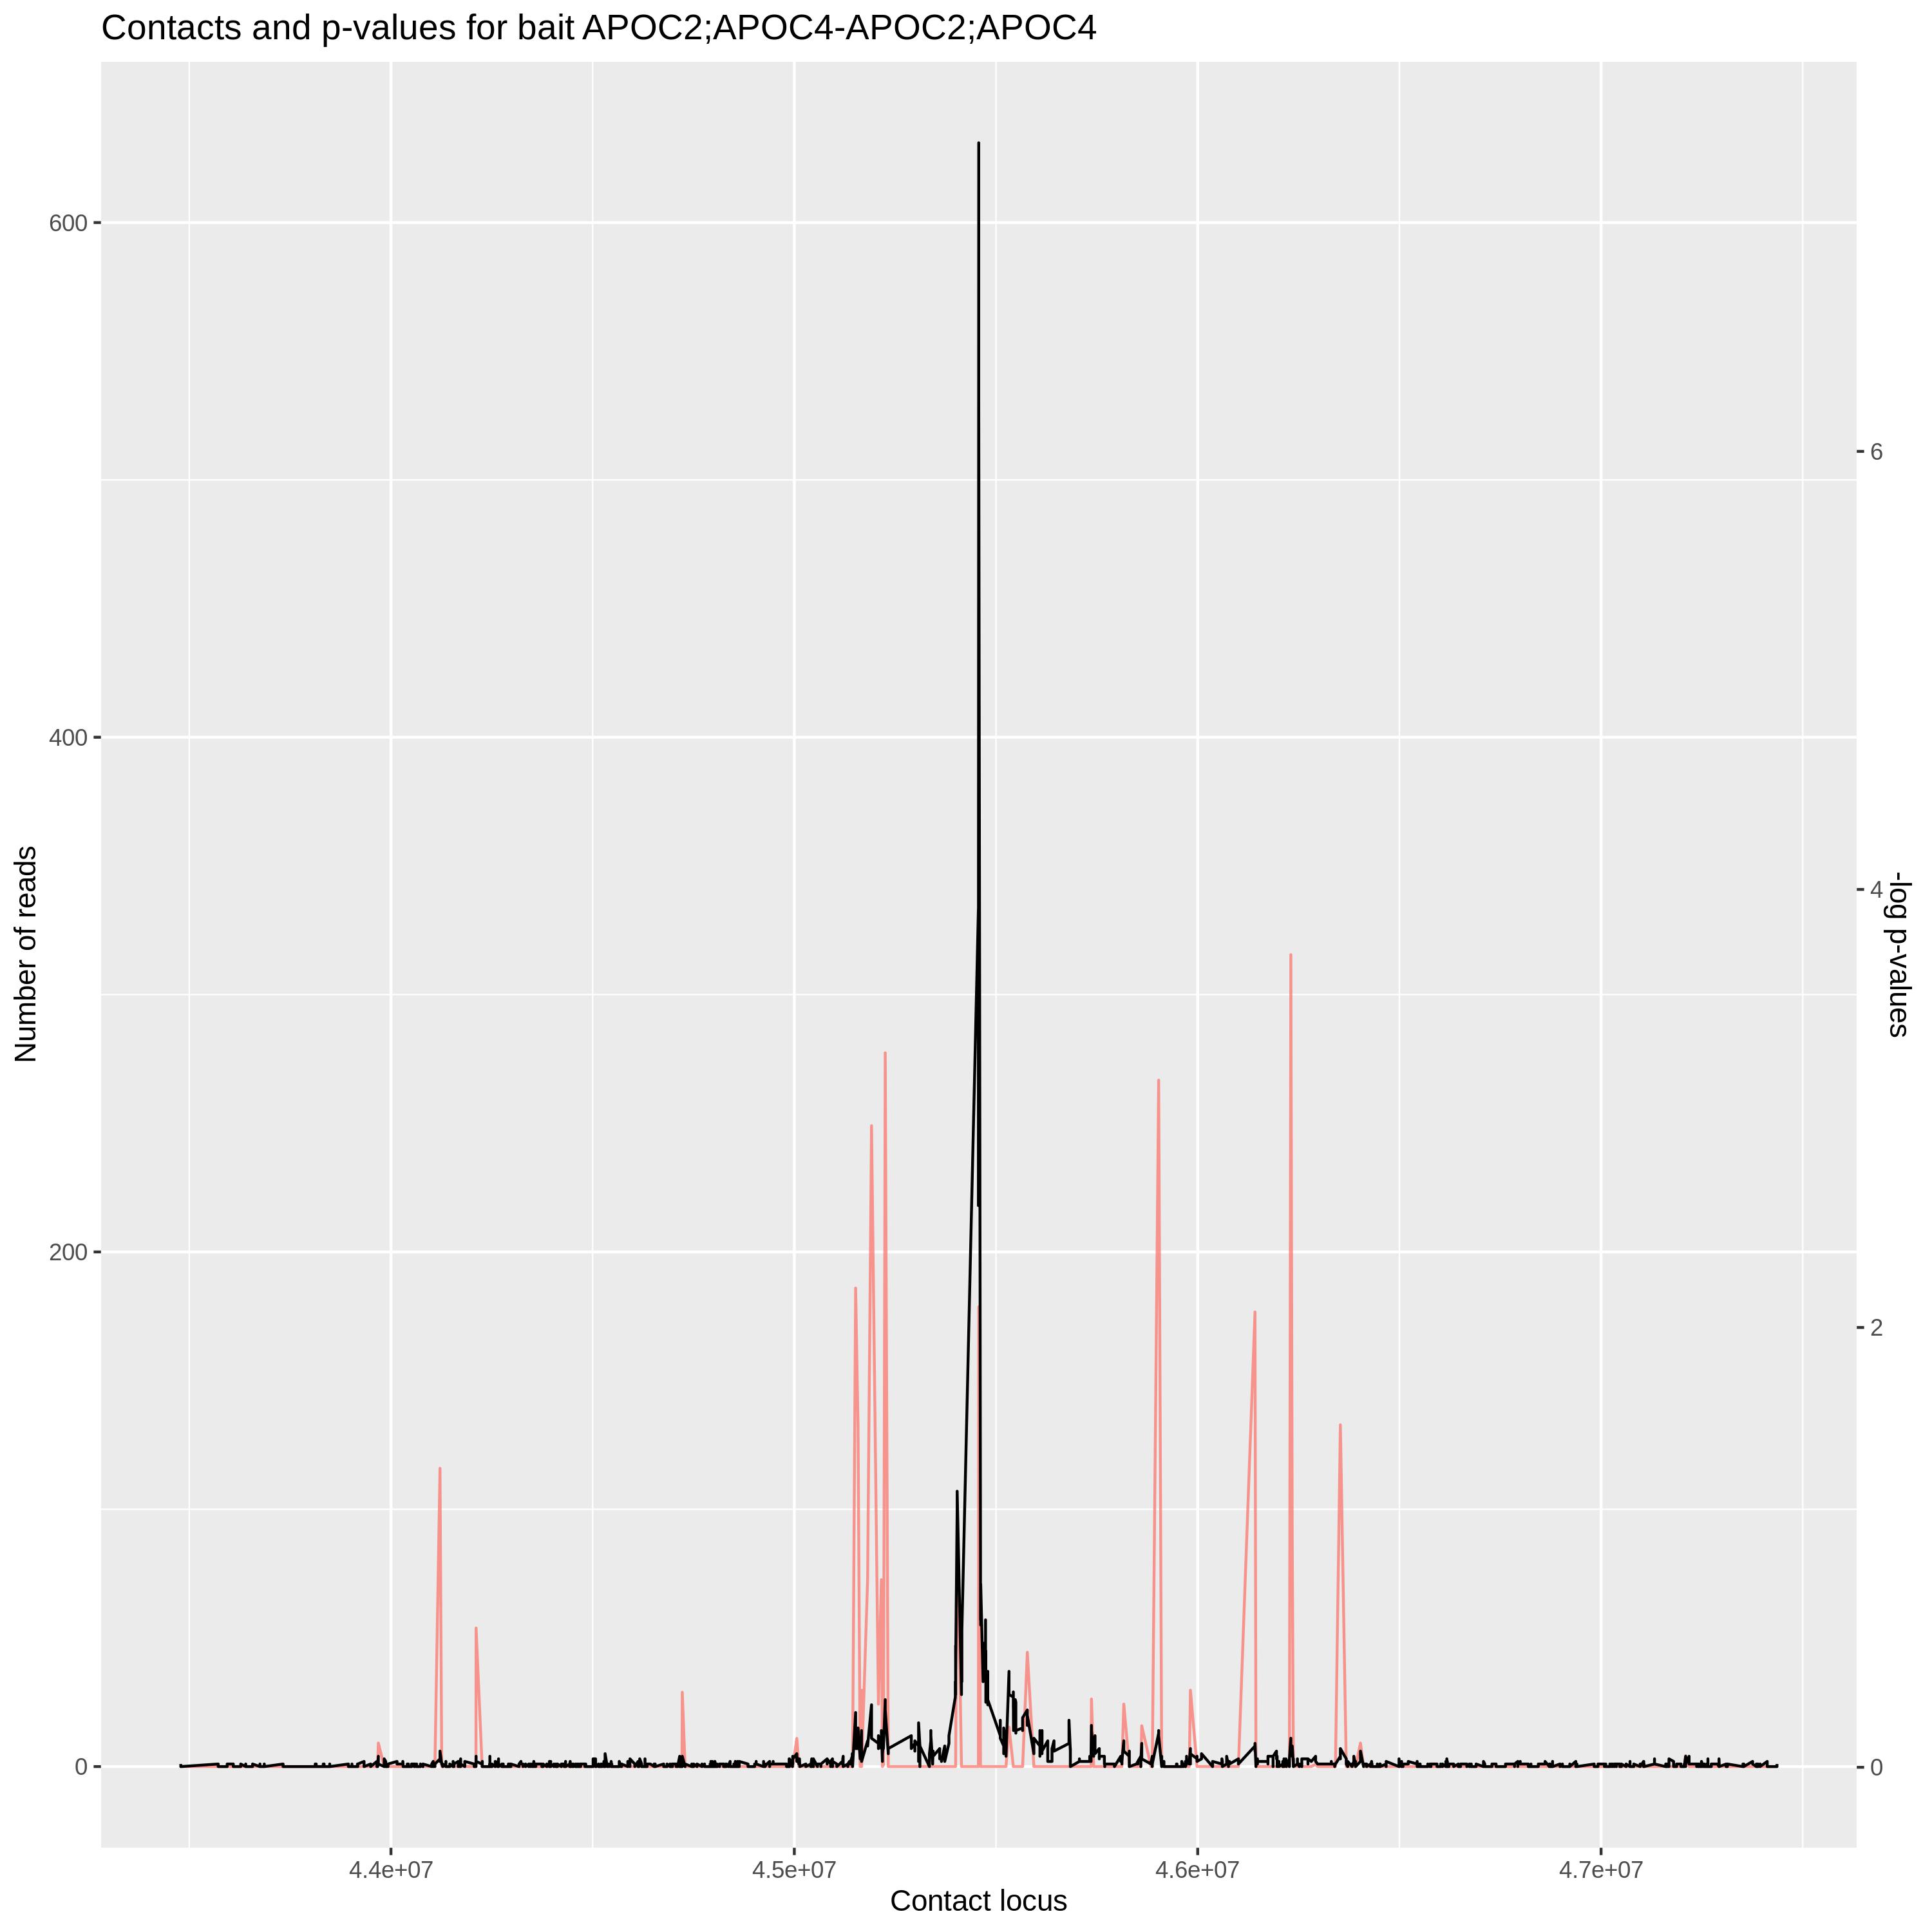 Contacts and p-values for bait APOC2;APOC4-APOC2;APOC4
Number of reads
600
400
200
0
6
4
2
0
-log p-values
4.4e+07 4.5e+07 4.6e+07 4.7e+07
Contact locus